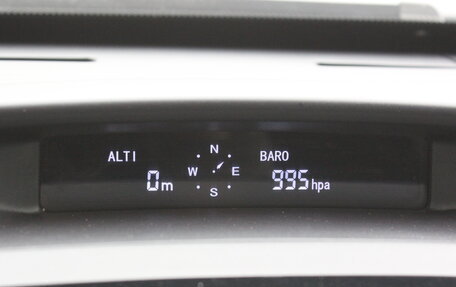 ALTI N BARO
W E
0m S 995hpa